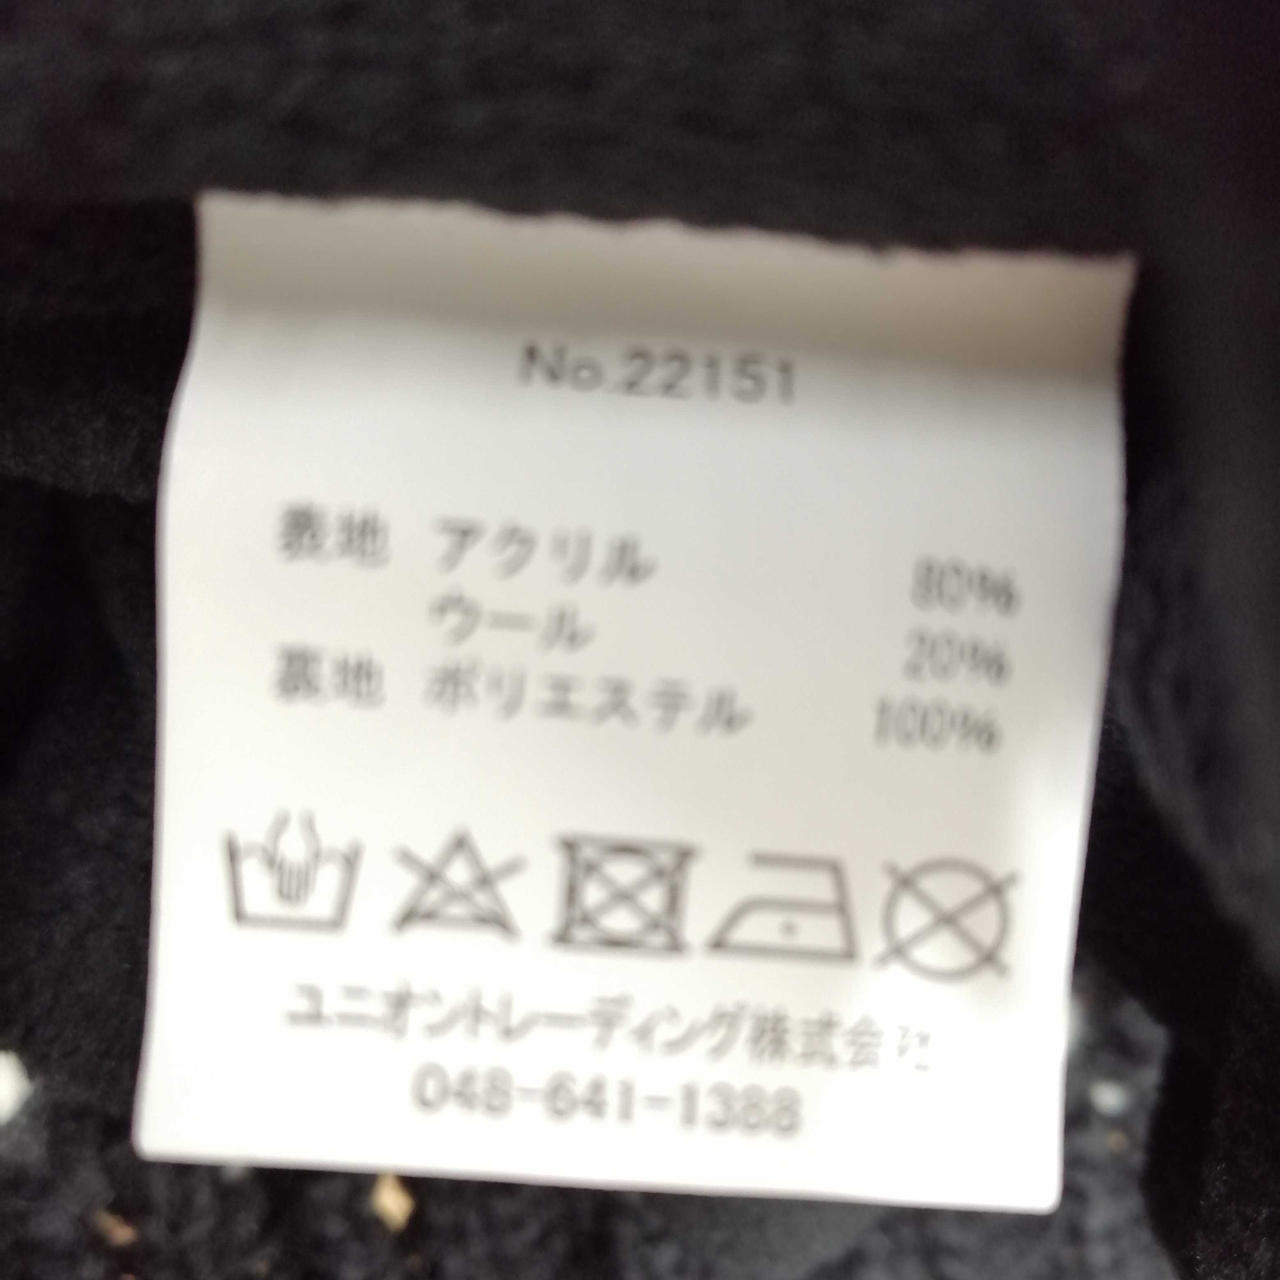 No.22151
表地 アクリル 80%
ウール 20%
裏地 ポリエステル 100%
ユニオントレーディング株式会社
048-641-1388